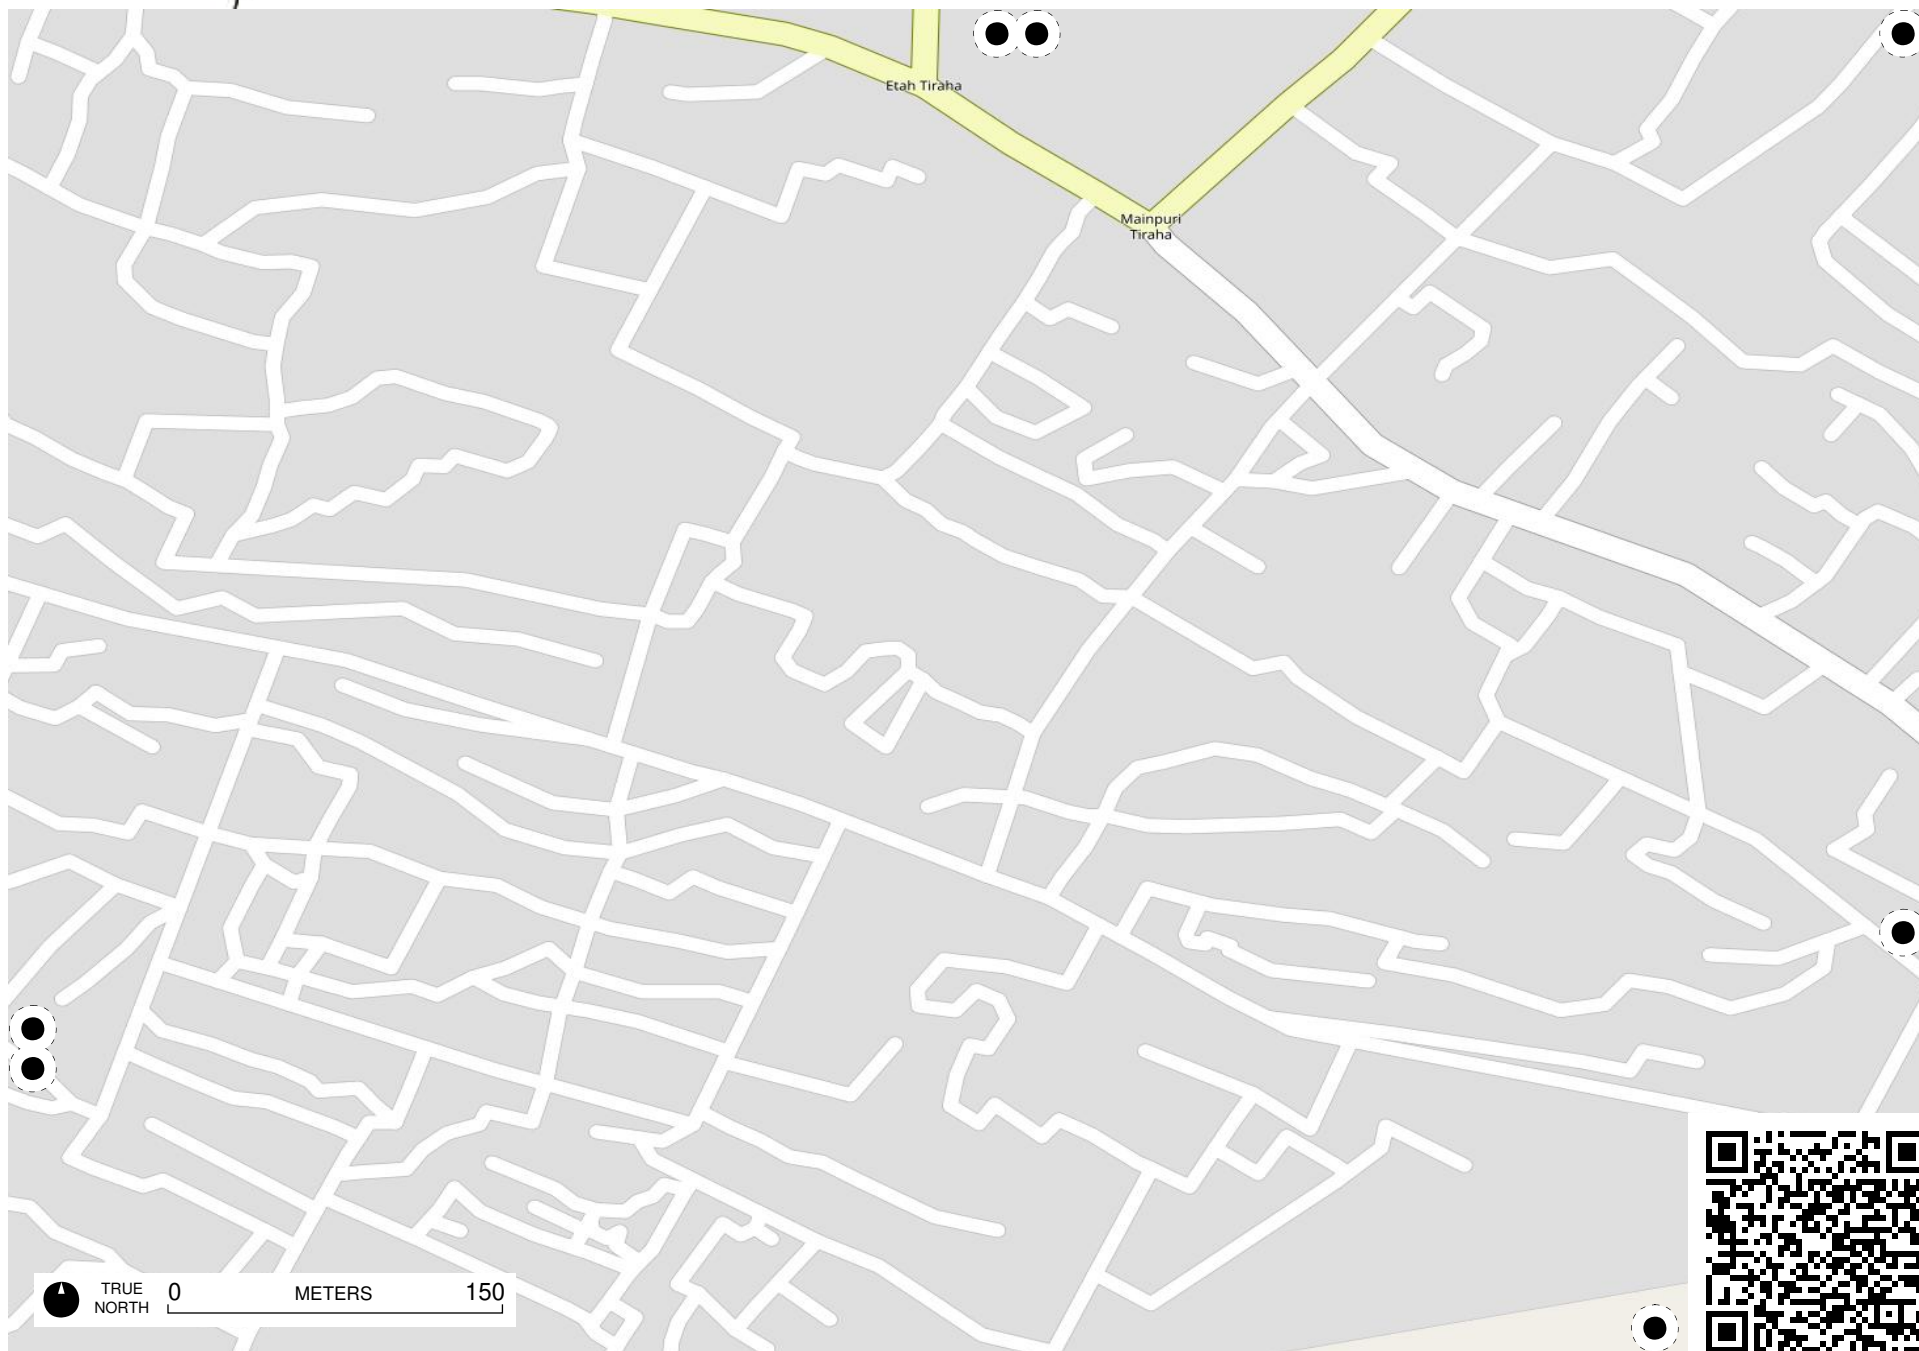 Etah Tiraha
Mainpuri
Tiraha
TRUE
NORTH
0 METERS 150